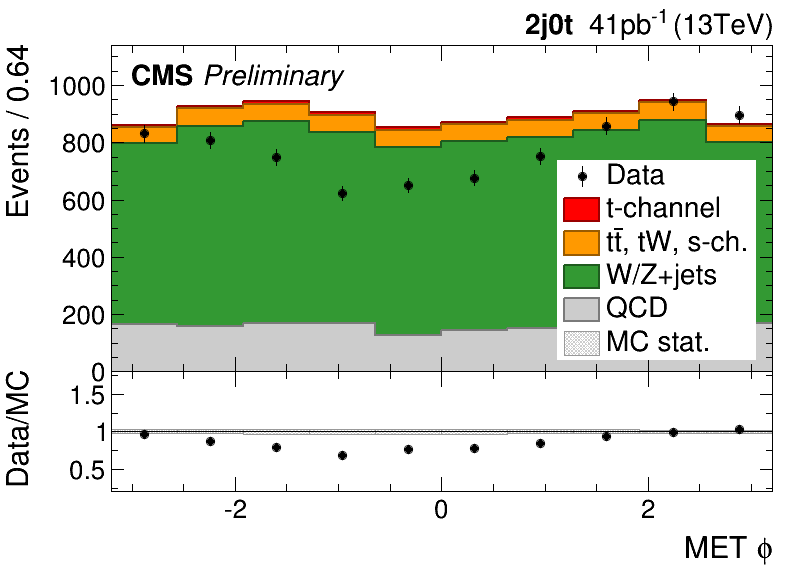 2j0t 41pb⁻¹ (13TeV)
CMS Preliminary
Events / 0.64
1000
800
600
400
200
0
Data
t-channel
tt̄, tW, s-ch.
W/Z+jets
QCD
MC stat.
Data/MC
1.5
1
0.5
-2 0 2
MET ϕ